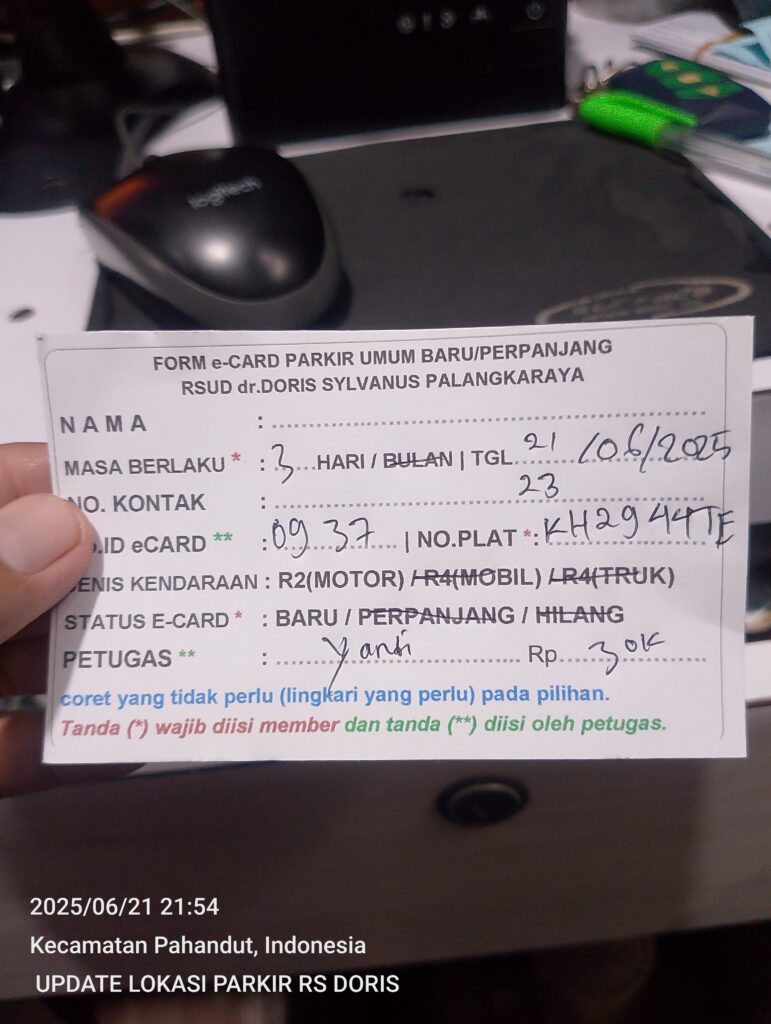 logitech
FORM e-CARD PARKIR UMUM BARU/PERPANJANG
RSUD dr.DORIS SYLVANUS PALANGKARAYA
NAMA :
MASA BERLAKU * : 3 HARI / BULAN | TGL 21 /06/2025
23
NO. KONTAK :
.ID eCARD ** : 0937 | NO.PLAT *: KH2944TE
JENIS KENDARAAN : R2(MOTOR) / R4(MOBIL) / R4(TRUK)
STATUS E-CARD * : BARU / PERPANJANG / HILANG
PETUGAS ** : Yandi Rp. 30K
coret yang tidak perlu (lingkari yang perlu) pada pilihan.
Tanda (*) wajib diisi member dan tanda (**) diisi oleh petugas.
2025/06/21 21:54
Kecamatan Pahandut, Indonesia
UPDATE LOKASI PARKIR RS DORIS